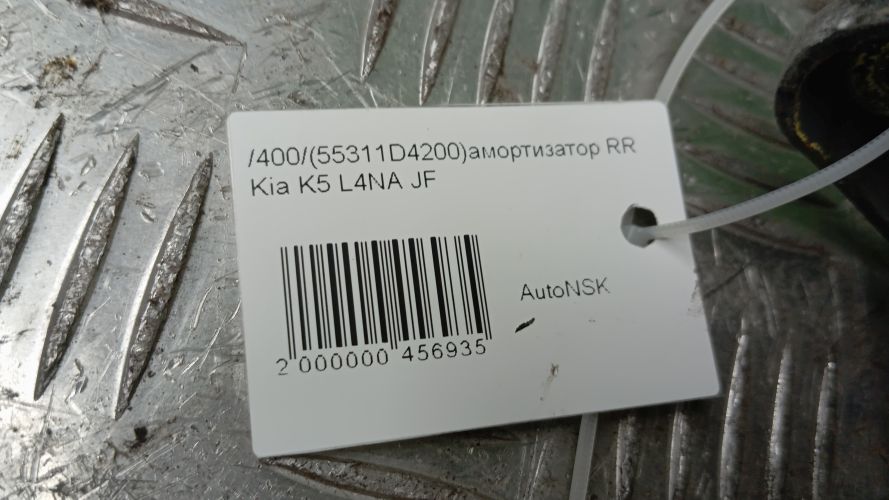 /400/(55311D4200)амортизатор RR
Kia K5 L4NA JF
AutoNSK
2 000000 456935